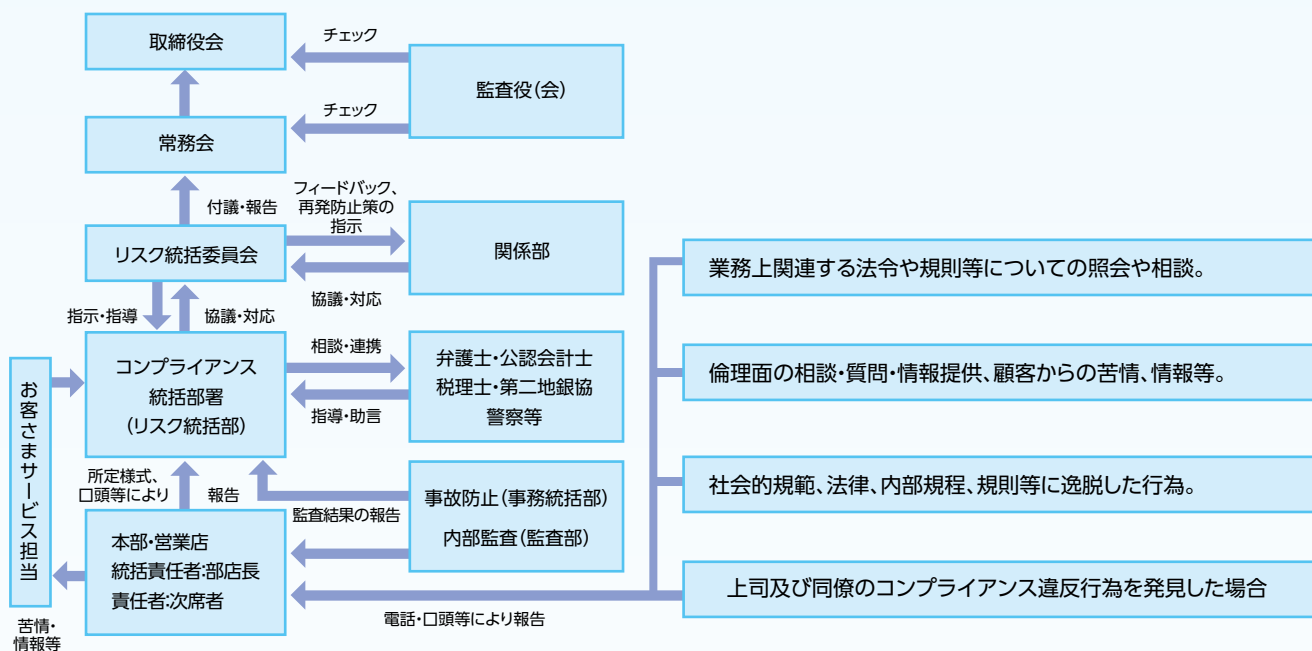 取締役会
チェック
監査役(会)
チェック
常務会
付議・報告
フィードバック、
再発防止策の
指示
リスク統括委員会
関係部
協議・対応
指示・指導
協議・対応
コンプライアンス
統括部署
(リスク統括部)
相談・連携
指導・助言
弁護士・公認会計士
税理士・第二地銀協
警察等
お客さまサービス担当
所定様式、
口頭等により
報告
監査結果の報告
事故防止(事務統括部)
内部監査(監査部)
本部・営業店
統括責任者:部店長
責任者:次席者
苦情・
情報等
電話・口頭等により報告
業務上関連する法令や規則等についての照会や相談。
倫理面の相談・質問・情報提供、顧客からの苦情、情報等。
社会的規範、法律、内部規程、規則等に逸脱した行為。
上司及び同僚のコンプライアンス違反行為を発見した場合